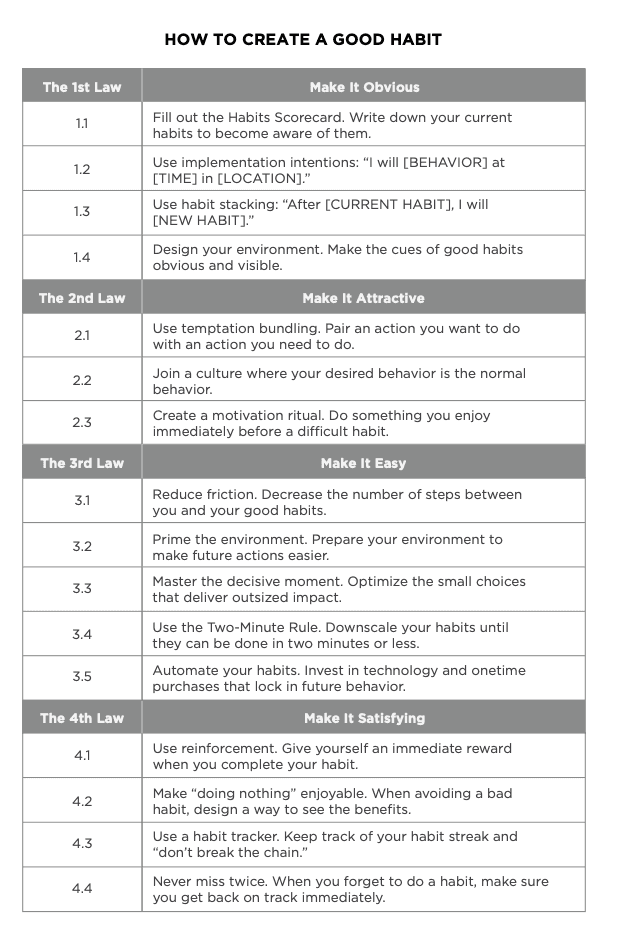 HOW TO CREATE A GOOD HABIT
The 1st Law
Make It Obvious
1.1
Fill out the Habits Scorecard. Write down your current
habits to become aware of them.
1.2
Use implementation intentions: “I will [BEHAVIOR] at
[TIME] in [LOCATION].”
1.3
Use habit stacking: “After [CURRENT HABIT], I will
[NEW HABIT].”
1.4
Design your environment. Make the cues of good habits
obvious and visible.
The 2nd Law
Make It Attractive
2.1
Use temptation bundling. Pair an action you want to do
with an action you need to do.
2.2
Join a culture where your desired behavior is the normal
behavior.
2.3
Create a motivation ritual. Do something you enjoy
immediately before a difficult habit.
The 3rd Law
Make It Easy
3.1
Reduce friction. Decrease the number of steps between
you and your good habits.
3.2
Prime the environment. Prepare your environment to
make future actions easier.
3.3
Master the decisive moment. Optimize the small choices
that deliver outsized impact.
3.4
Use the Two-Minute Rule. Downscale your habits until
they can be done in two minutes or less.
3.5
Automate your habits. Invest in technology and onetime
purchases that lock in future behavior.
The 4th Law
Make It Satisfying
4.1
Use reinforcement. Give yourself an immediate reward
when you complete your habit.
4.2
Make “doing nothing” enjoyable. When avoiding a bad
habit, design a way to see the benefits.
4.3
Use a habit tracker. Keep track of your habit streak and
“don’t break the chain.”
4.4
Never miss twice. When you forget to do a habit, make sure
you get back on track immediately.